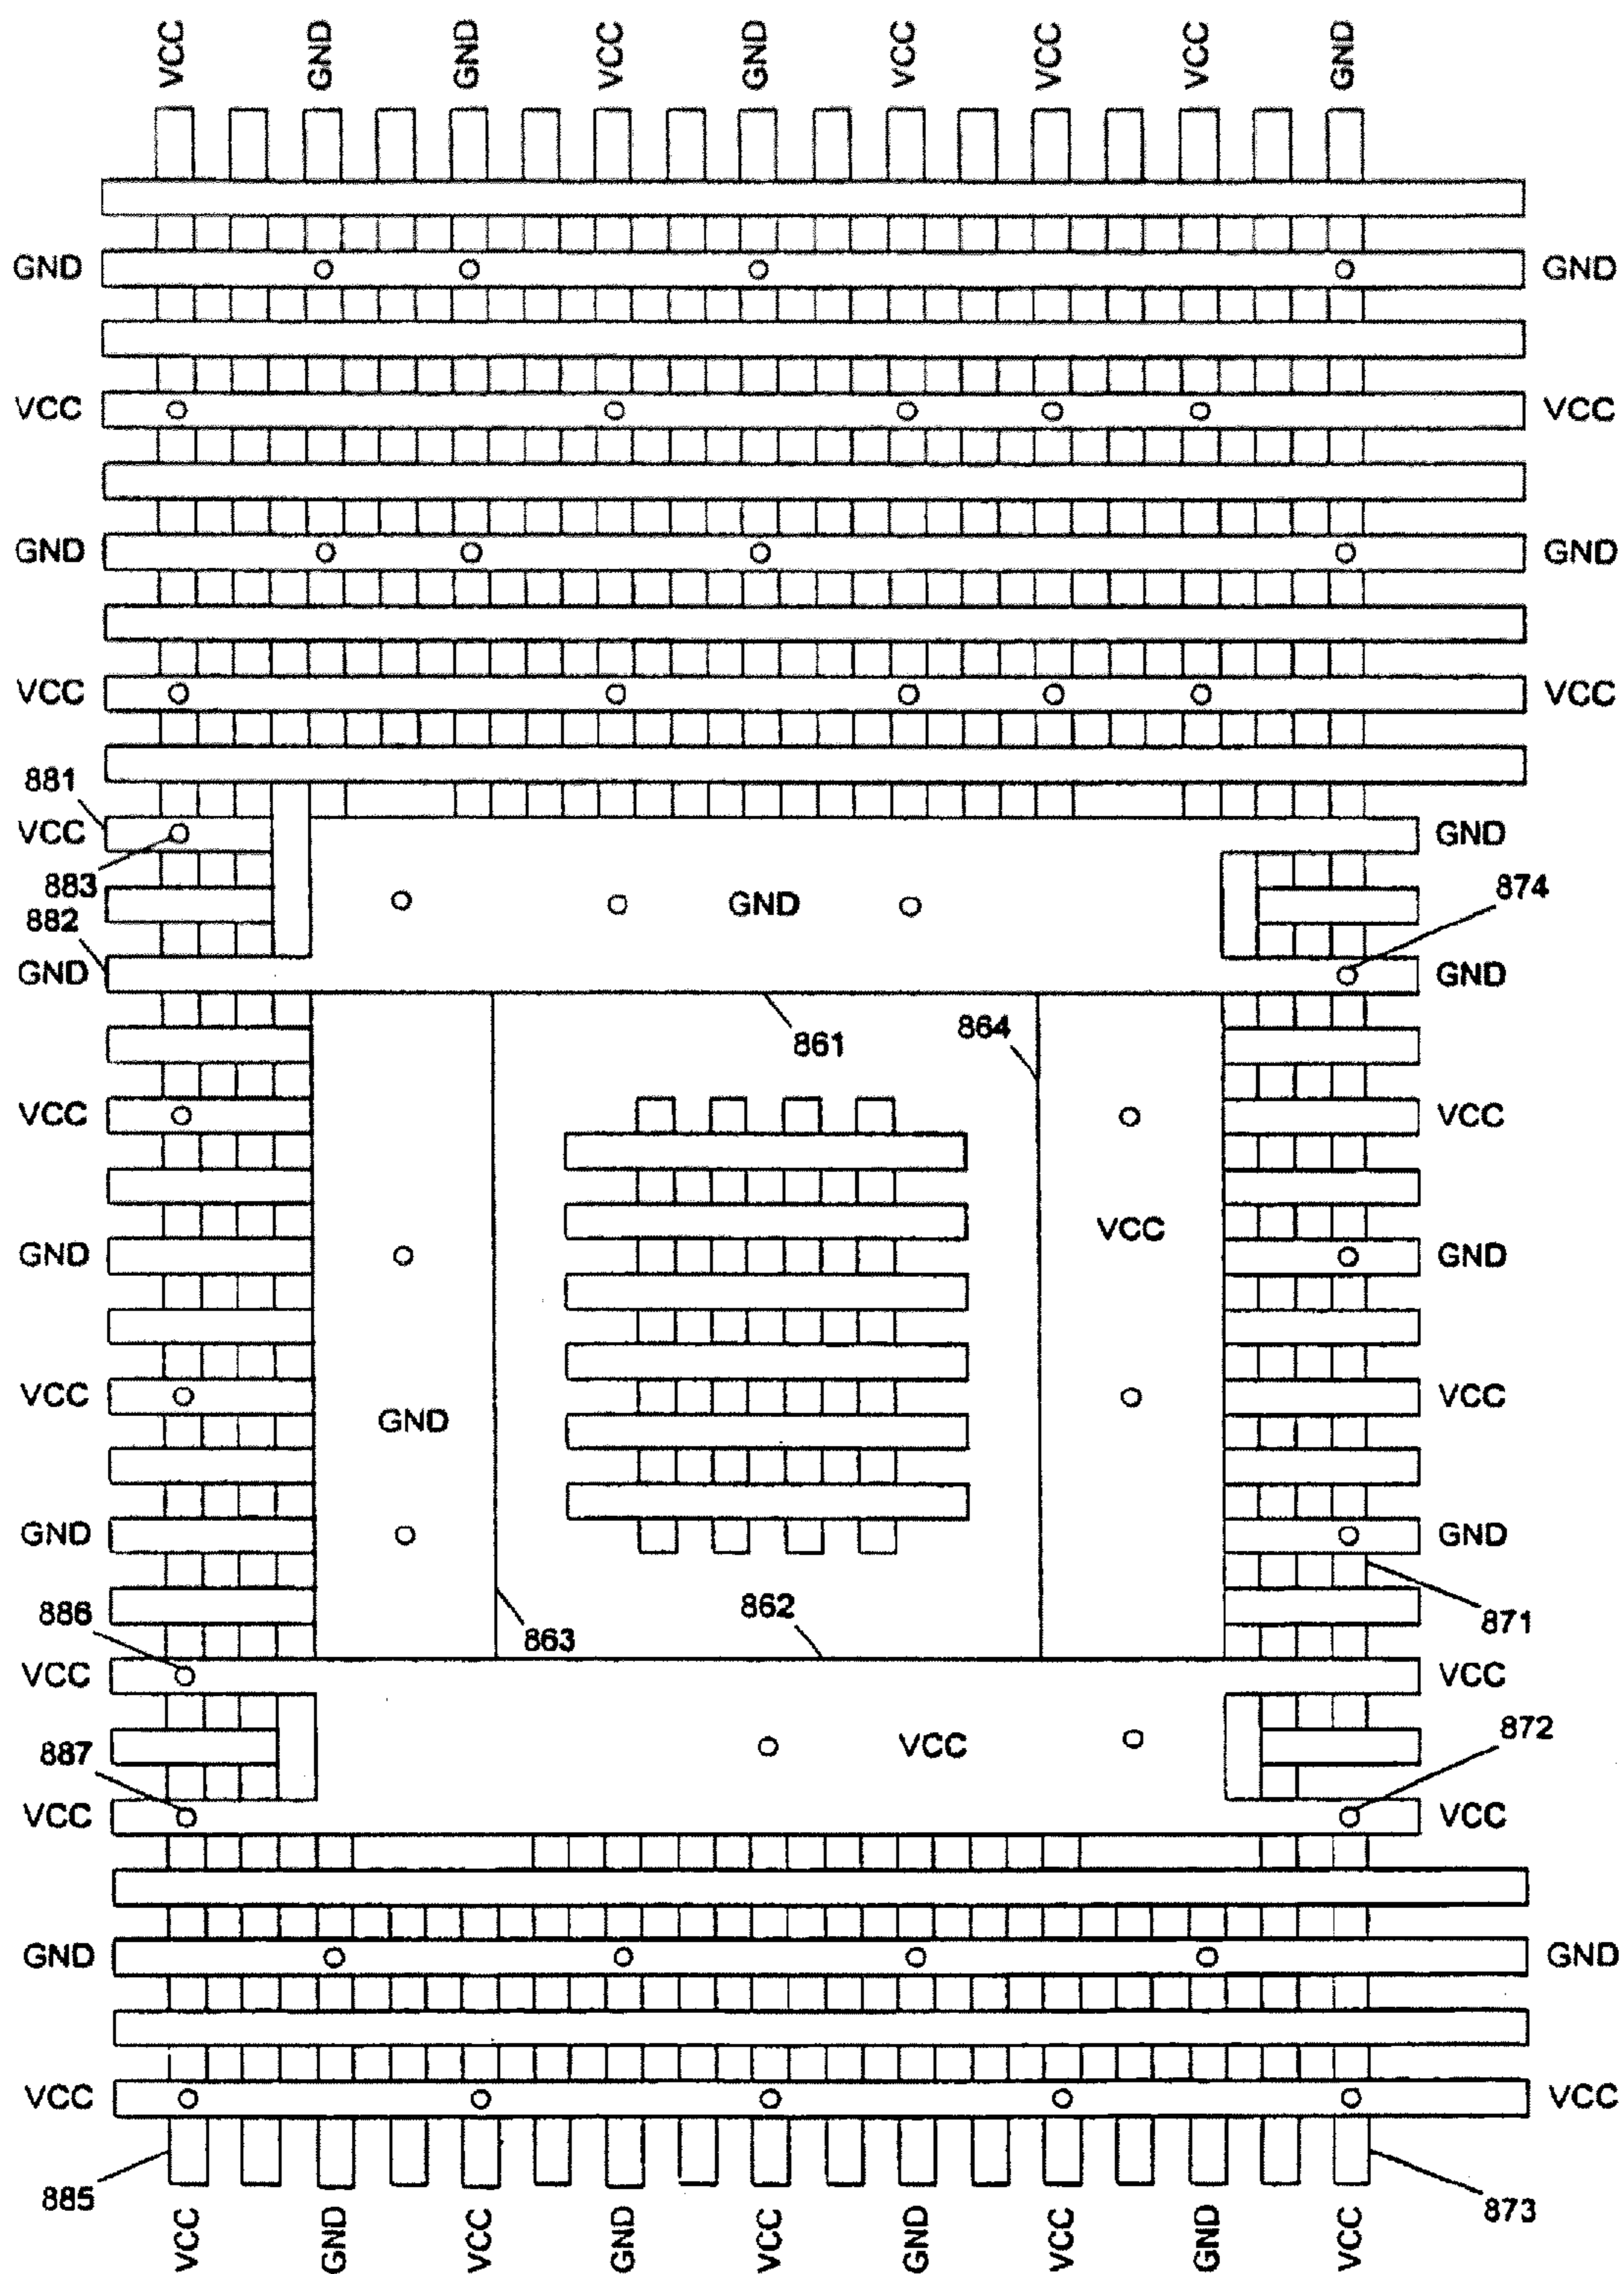 VCC GND GND VCC GND VCC VCC VCC GND
GND GND
VCC VCC
GND GND
VCC VCC
881
VCC GND
883 874
882 GND
GND GND
864
861
VCC VCC
VCC
GND GND
VCC VCC
GND
GND GND
886 862 871
863
VCC VCC
872
887 VCC
VCC VCC
GND GND
VCC VCC
885 873
VCC GND VCC GND VCC GND VCC GND VCC